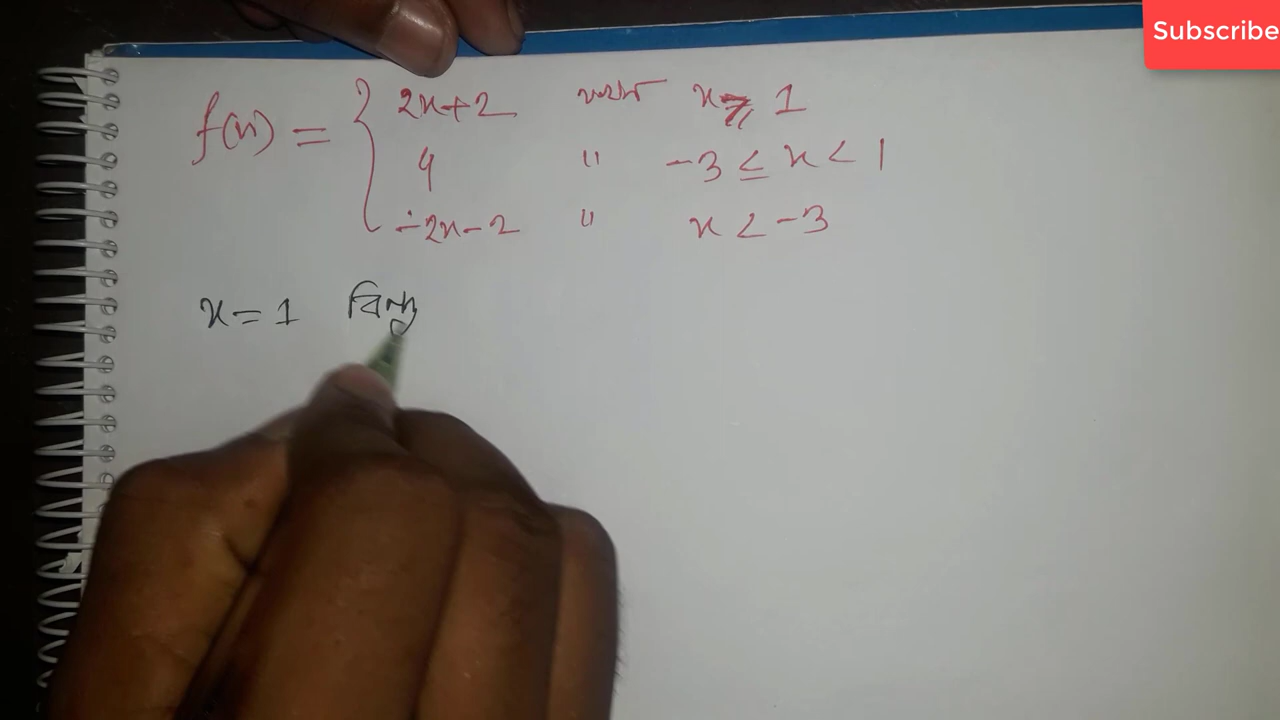 Subscribe
f(x) = { 2x+2 যখন x ≥ 1
4 " -3 ≤ x < 1
-2x-2 " x < -3
x = 1 বিন্দু